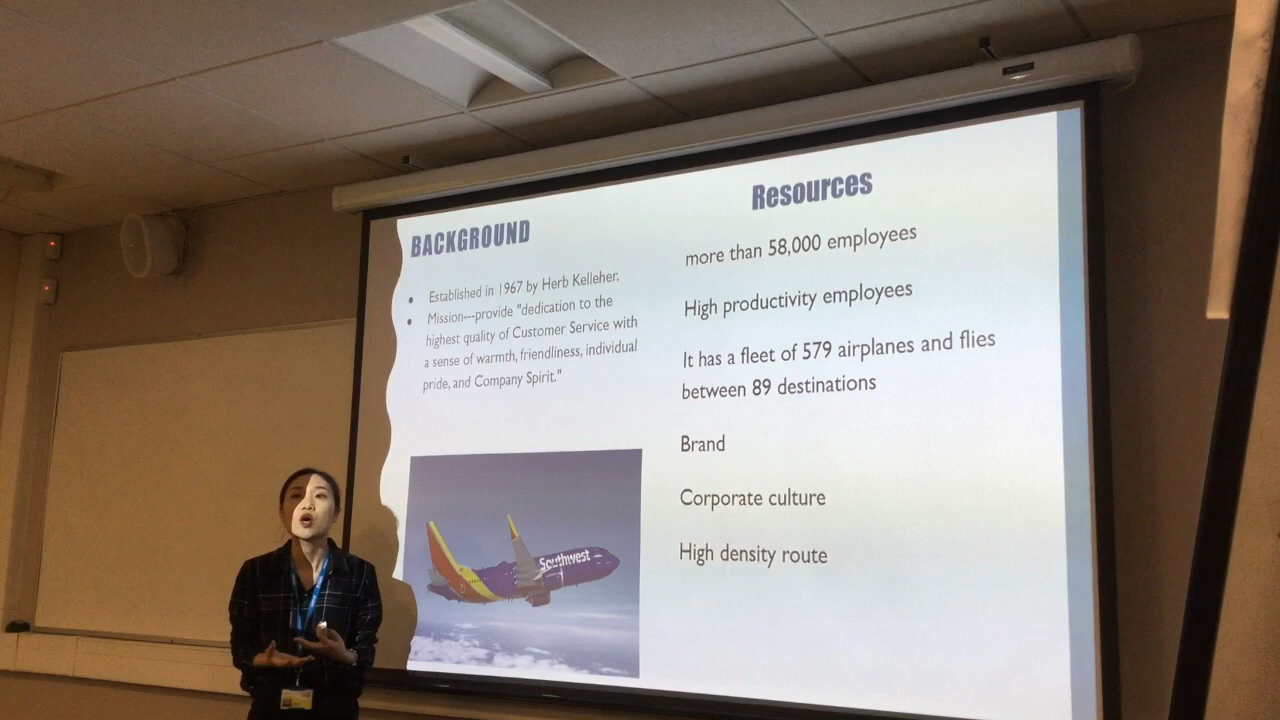 BACKGROUND
Established in 1967 by Herb Kelleher.
Mission---provide "dedication to the
highest quality of Customer Service with
a sense of warmth, friendliness, individual
pride, and Company Spirit."
Southwest
Resources
more than 58,000 employees
High productivity employees
It has a fleet of 579 airplanes and flies
between 89 destinations
Brand
Corporate culture
High density route